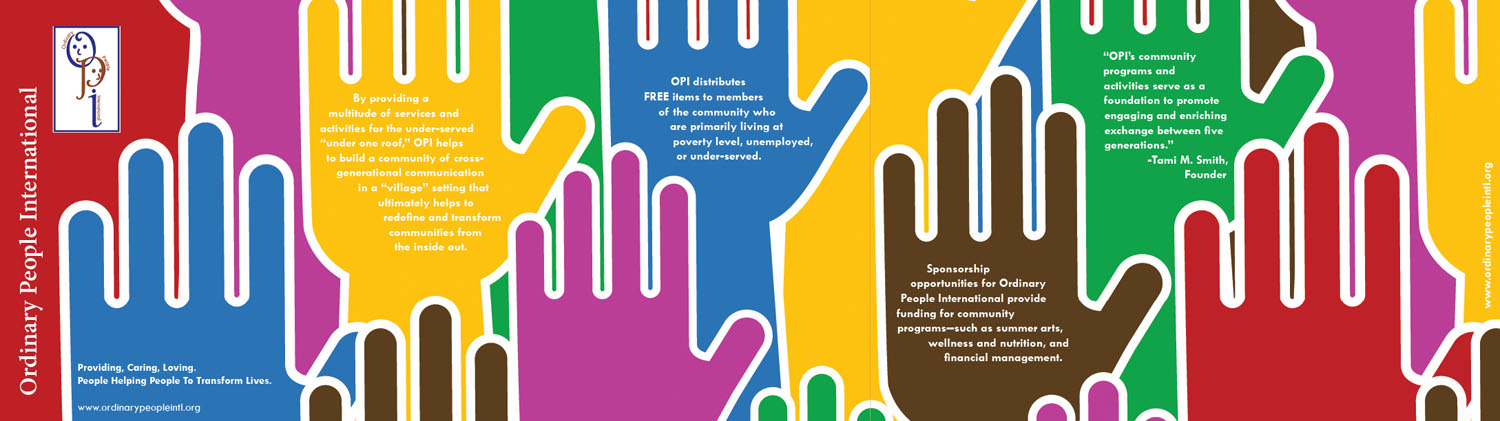 Ordinary People International
O
P
i
Providing, Caring, Loving.
People Helping People To Transform Lives.
www.ordinarypeopleintl.org
By providing a
multitude of services and
activities for the under-served
“under one roof,” OPI helps
to build a community of cross-
generational communication
in a “village” setting that
ultimately helps to
redefine and transform
communities from
the inside out.
OPI distributes
FREE items to members
of the community who
are primarily living at
poverty level, unemployed,
or under-served.
Sponsorship
opportunities for Ordinary
People International provide
funding for community
programs—such as summer arts,
wellness and nutrition, and
financial management.
“OPI’s community
programs and
activities serve as a
foundation to promote
engaging and enriching
exchange between five
generations.”
-Tami M. Smith,
Founder
www.ordinarypeopleintl.org